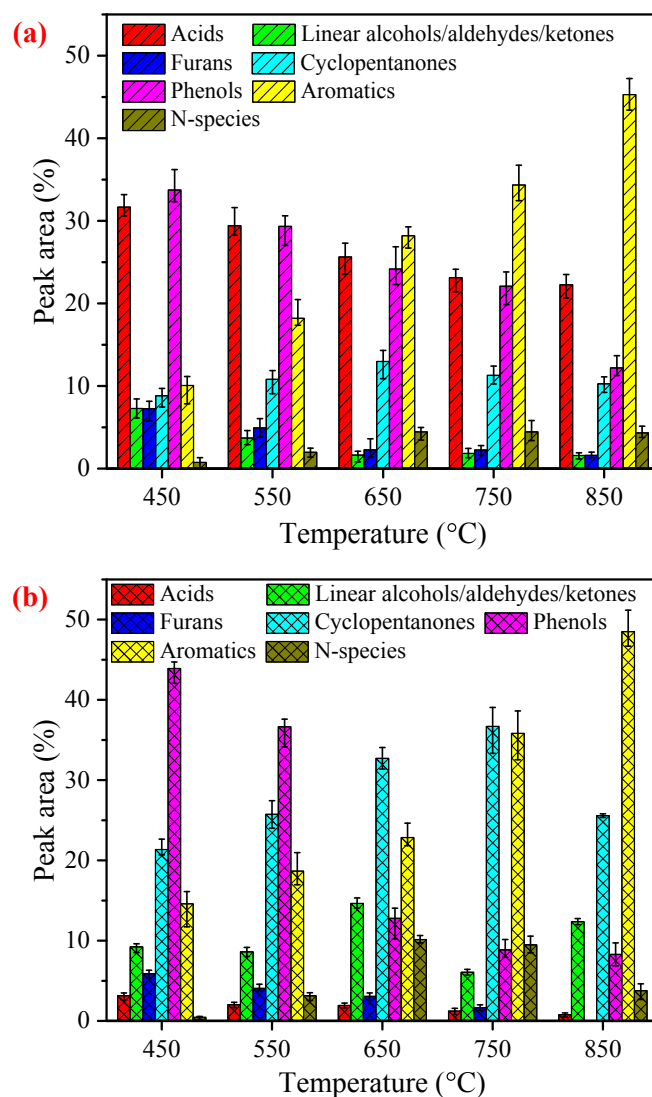 (a)
Acids Linear alcohols/aldehydes/ketones
Furans Cyclopentanones
Phenols Aromatics
N-species
50
40
30
20
10
0
Peak area (%)
450 550 650 750 850
Temperature (°C)
(b)
Acids Linear alcohols/aldehydes/ketones
Furans Cyclopentanones Phenols
Aromatics N-species
50
40
30
20
10
0
Peak area (%)
450 550 650 750 850
Temperature (°C)